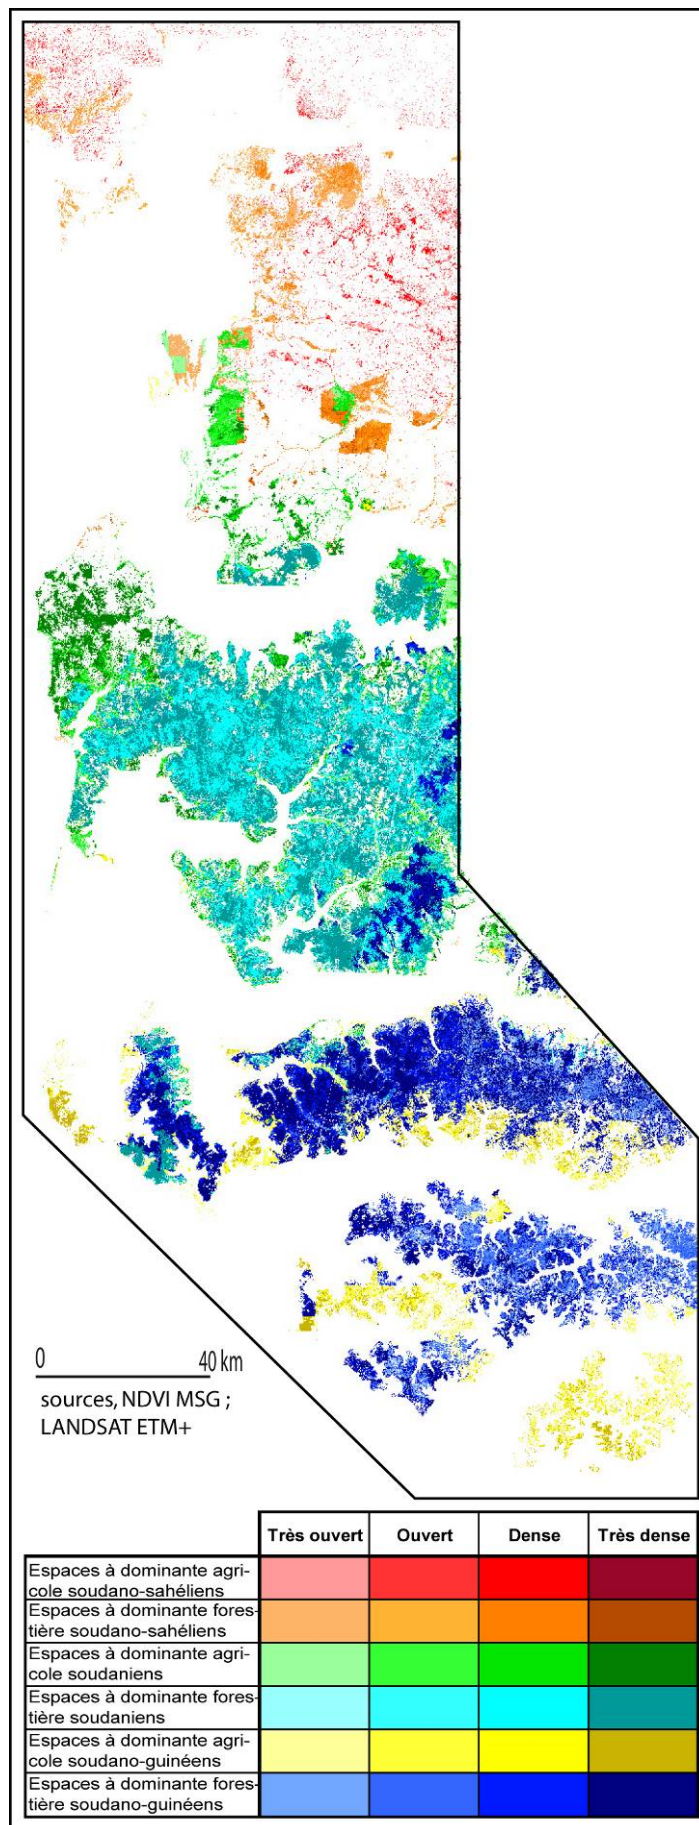 0 40 km
sources, NDVI MSG ;
LANDSAT ETM+
Très ouvert Ouvert Dense Très dense
Espaces à dominante agri-
cole soudano-sahéliens
Espaces à dominante fores-
tière soudano-sahéliens
Espaces à dominante agri-
cole soudaniens
Espaces à dominante fores-
tière soudaniens
Espaces à dominante agri-
cole soudano-guinéens
Espaces à dominante fores-
tière soudano-guinéens